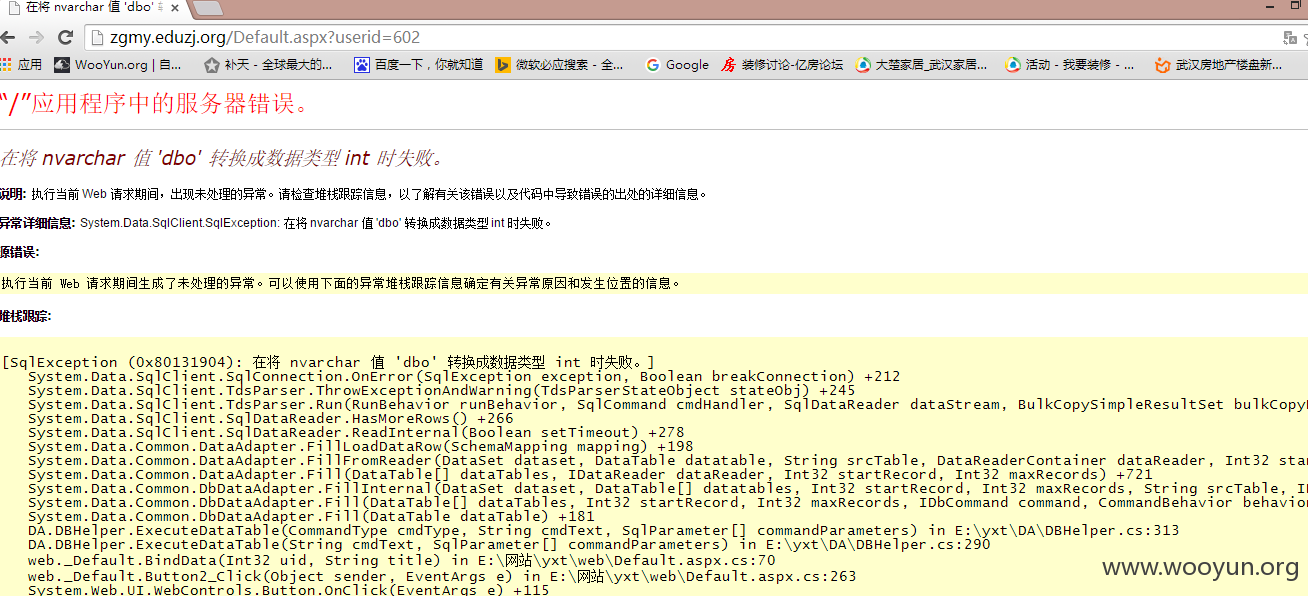 在将 nvarchar 值 'dbo'
zgmy.eduzj.org/Default.aspx?userid=602
应用 WooYun.org | 自... 补天 - 全球最大的... 百度一下，你就知道 微软必应搜索 - 全... Google 装修讨论-亿房论坛 大楚家居_武汉家居... 活动 - 我要装修 - ... 武汉房地产楼盘新...
“/”应用程序中的服务器错误。
在将 nvarchar 值 'dbo' 转换成数据类型 int 时失败。
说明: 执行当前 Web 请求期间，出现未处理的异常。请检查堆栈跟踪信息，以了解有关该错误以及代码中导致错误的出处的详细信息。
异常详细信息: System.Data.SqlClient.SqlException: 在将 nvarchar 值 'dbo' 转换成数据类型 int 时失败。
源错误:
执行当前 Web 请求期间生成了未处理的异常。可以使用下面的异常堆栈跟踪信息确定有关异常原因和发生位置的信息。
堆栈跟踪:
[SqlException (0x80131904): 在将 nvarchar 值 'dbo' 转换成数据类型 int 时失败。]
System.Data.SqlClient.SqlConnection.OnError(SqlException exception, Boolean breakConnection) +212
System.Data.SqlClient.TdsParser.ThrowExceptionAndWarning(TdsParserStateObject stateObj) +245
System.Data.SqlClient.TdsParser.Run(RunBehavior runBehavior, SqlCommand cmdHandler, SqlDataReader dataStream, BulkCopySimpleResultSet bulkCopy
System.Data.SqlClient.SqlDataReader.HasMoreRows() +266
System.Data.SqlClient.SqlDataReader.ReadInternal(Boolean setTimeout) +278
System.Data.Common.DataAdapter.FillLoadDataRow(SchemaMapping mapping) +198
System.Data.Common.DataAdapter.FillFromReader(DataSet dataset, DataTable datatable, String srcTable, DataReaderContainer dataReader, Int32 star
System.Data.Common.DataAdapter.Fill(DataTable[] dataTables, IDataReader dataReader, Int32 startRecord, Int32 maxRecords) +721
System.Data.Common.DbDataAdapter.FillInternal(DataSet dataset, DataTable[] datatables, Int32 startRecord, Int32 maxRecords, String srcTable, I
System.Data.Common.DbDataAdapter.Fill(DataTable[] dataTables, Int32 startRecord, Int32 maxRecords, IDbCommand command, CommandBehavior behavior
System.Data.Common.DbDataAdapter.Fill(DataTable dataTable) +181
DA.DBHelper.ExecuteDataTable(CommandType cmdType, String cmdText, SqlParameter[] commandParameters) in E:\yxt\DA\DBHelper.cs:313
DA.DBHelper.ExecuteDataTable(String cmdText, SqlParameter[] commandParameters) in E:\yxt\DA\DBHelper.cs:290
web._Default.BindData(Int32 uid, String title) in E:\网站\yxt\web\Default.aspx.cs:70
web._Default.Button2_Click(Object sender, EventArgs e) in E:\网站\yxt\web\Default.aspx.cs:263
System.Web.UI.WebControls.Button.OnClick(EventArgs e) +115
www.wooyun.org